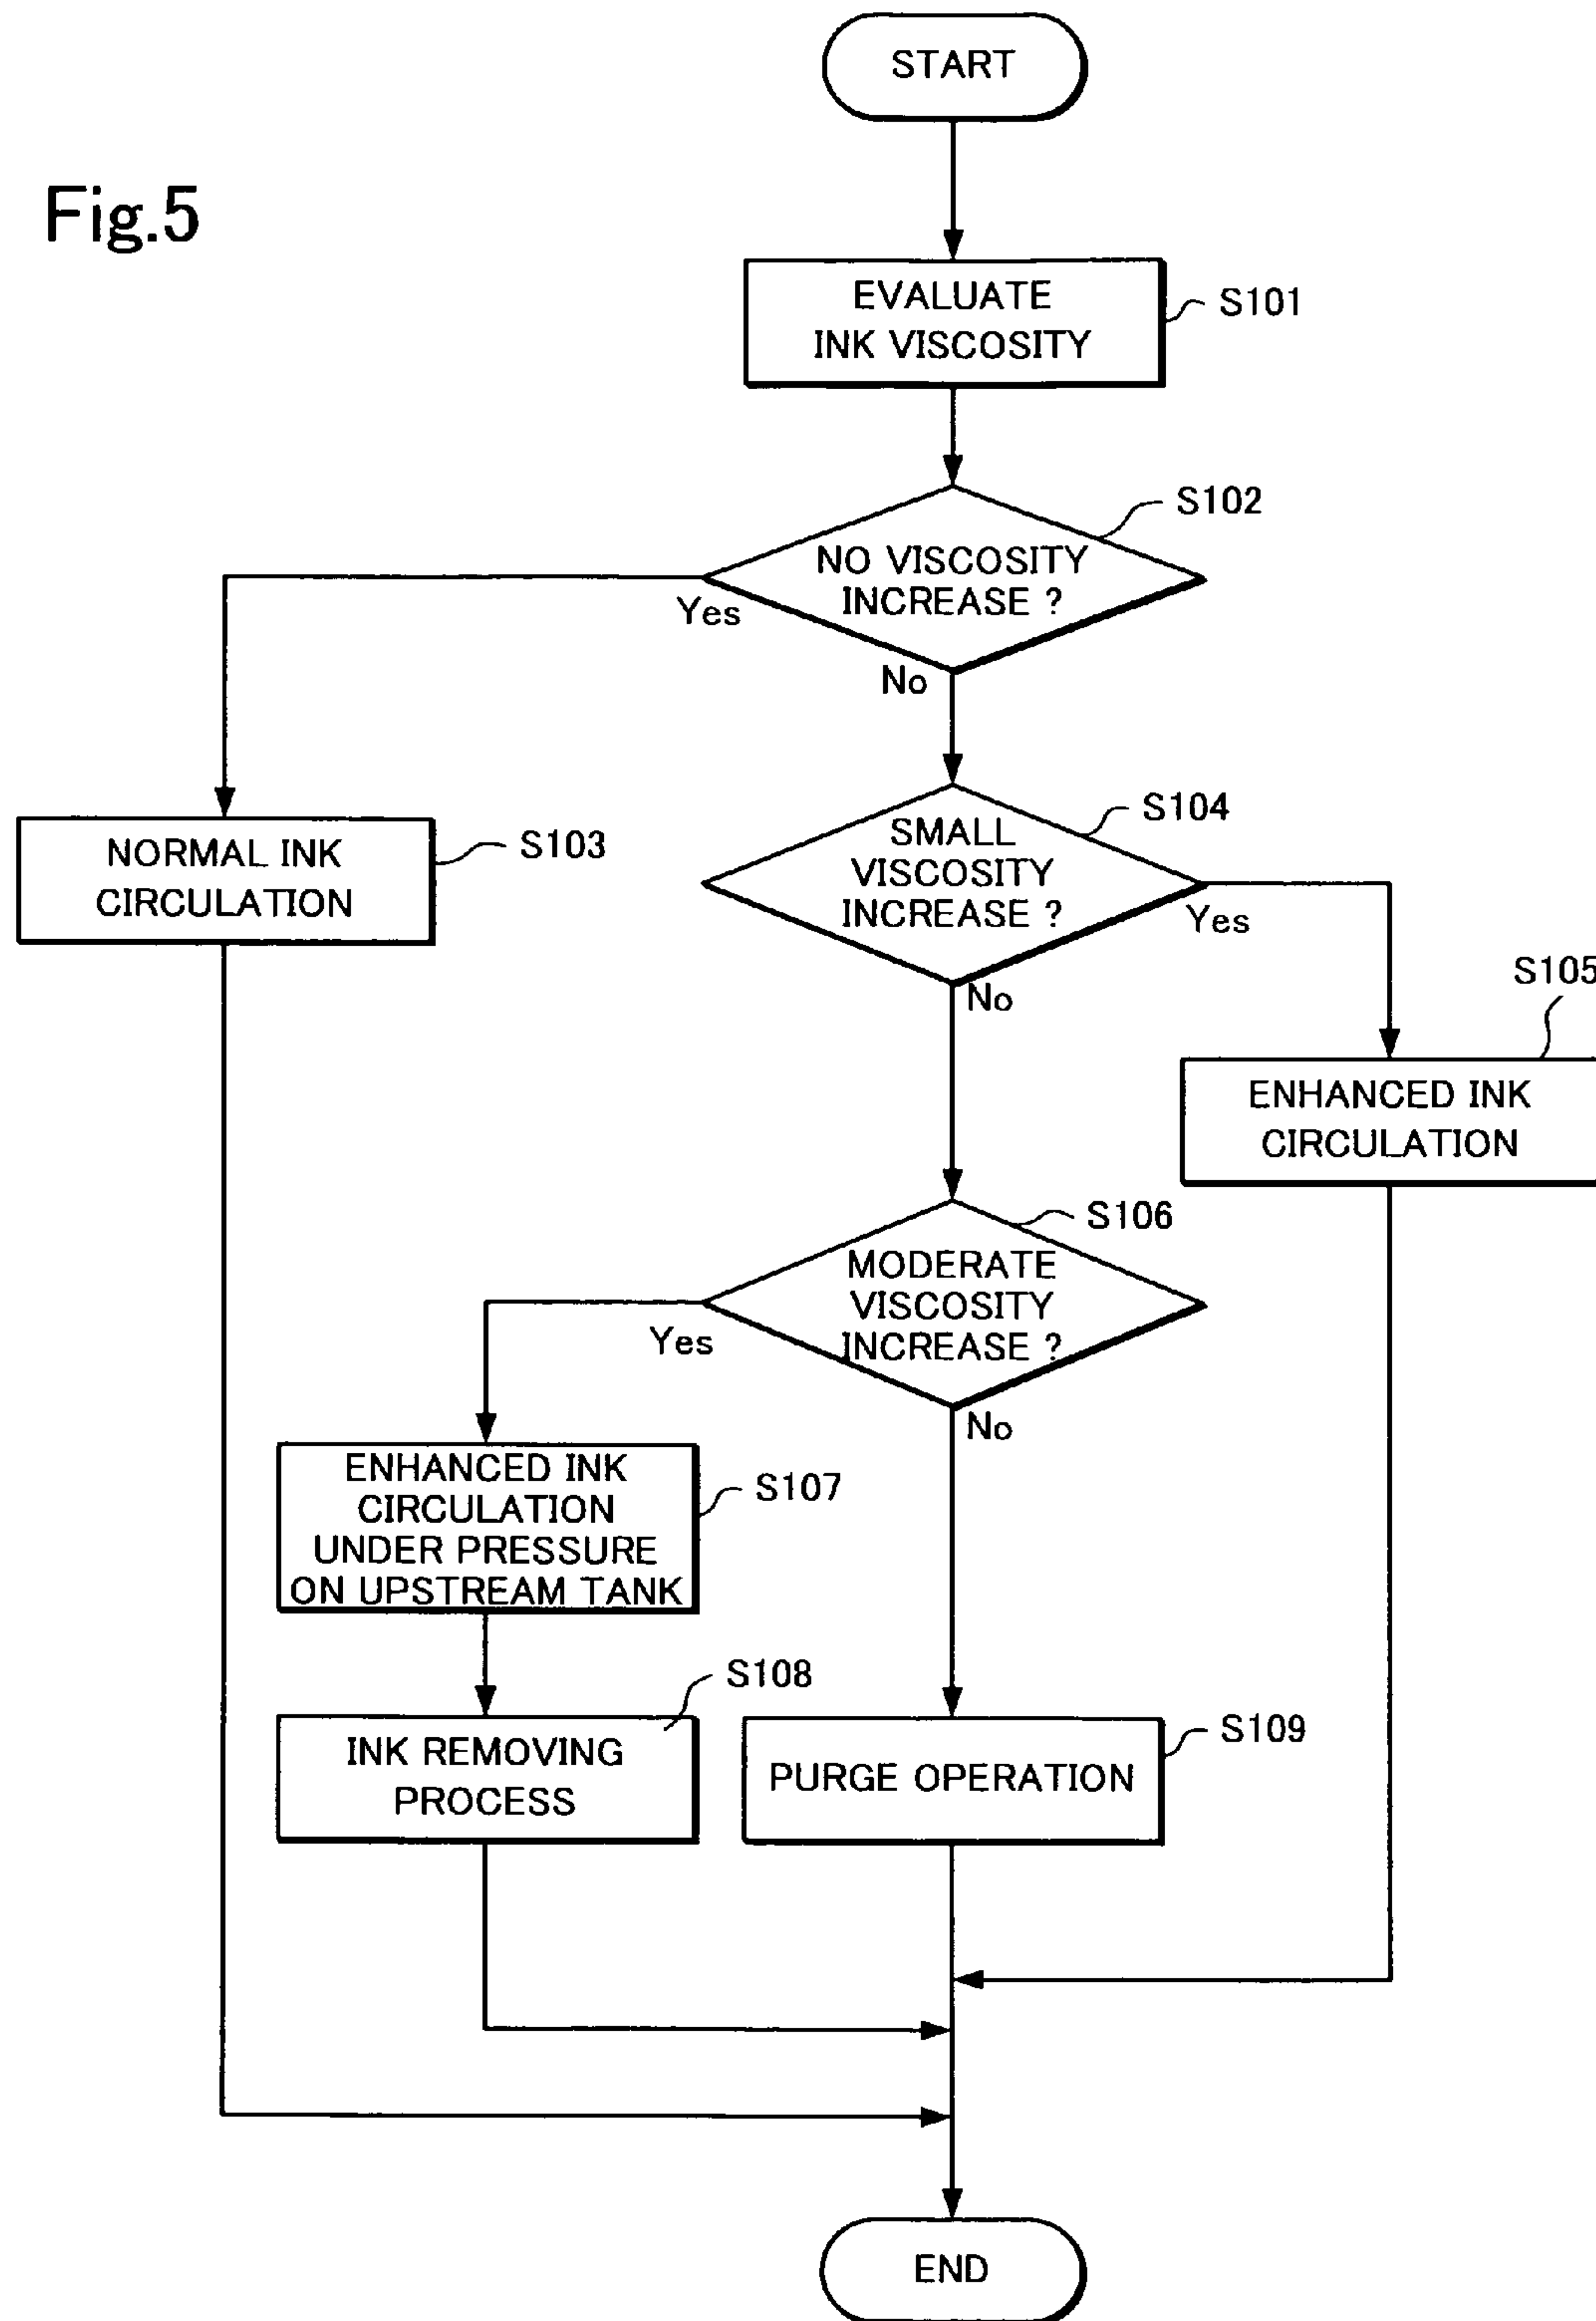 START
Fig.5
EVALUATE
INK VISCOSITY
S101
S102
NO VISCOSITY
INCREASE ?
Yes
No
S104
SMALL
VISCOSITY
INCREASE ?
Yes
No
NORMAL INK
CIRCULATION
S103
S105
ENHANCED INK
CIRCULATION
S106
MODERATE
VISCOSITY
INCREASE ?
Yes
No
ENHANCED INK
CIRCULATION
UNDER PRESSURE
ON UPSTREAM TANK
S107
S108
INK REMOVING
PROCESS
S109
PURGE OPERATION
END